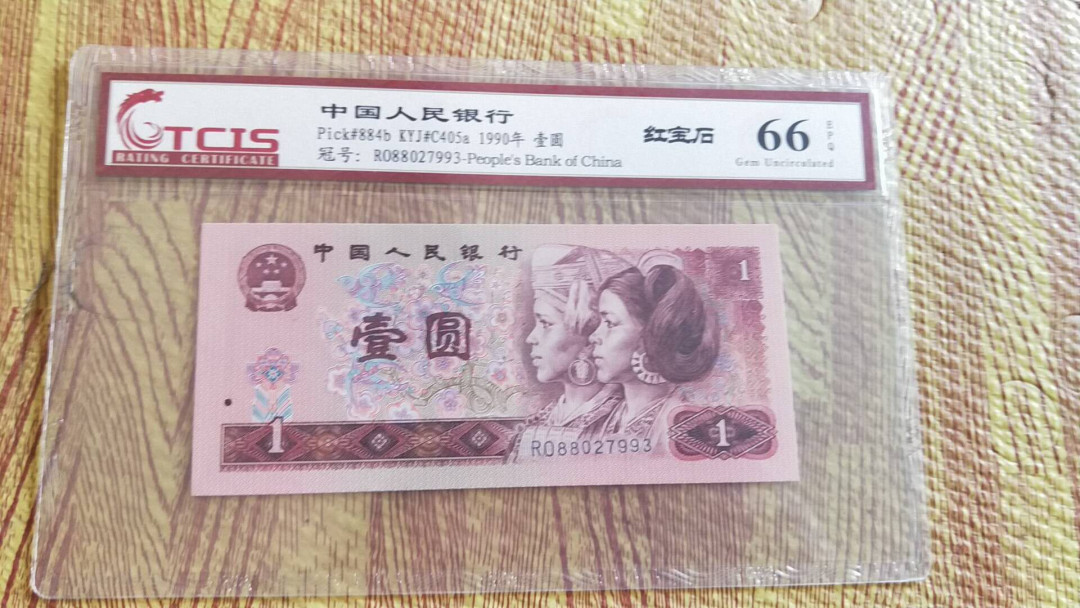 TCIS
RATING CERTIFICATE
中国人民银行
Pick#884b KYJ#C405a 1990年 壹圆
冠号: RO88027993-People's Bank of China
红宝石
66
EPQ
Gem Uncirculated
中国人民银行
1
壹圆
1
RO88027993
1